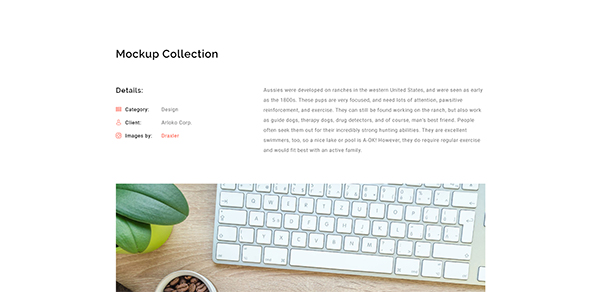 Mockup Collection
Details:
Category: Design
Client: Arloko Corp.
Images by: Draxler
Aussies were developed on ranches in the western United States, and were seen as early
as the 1800s. These pups are very focused, and need lots of attention, pawsitive
reinforcement, and exercise. They can still be found working on the ranch, but also work
as guide dogs, therapy dogs, drug detectors, and of course, man's best friend. People
often seek them out for their incredibly strong hunting abilities. They are excellent
swimmers, too, so a nice lake or pool is A-OK! However, they do require regular exercise
and would fit best with an active family.